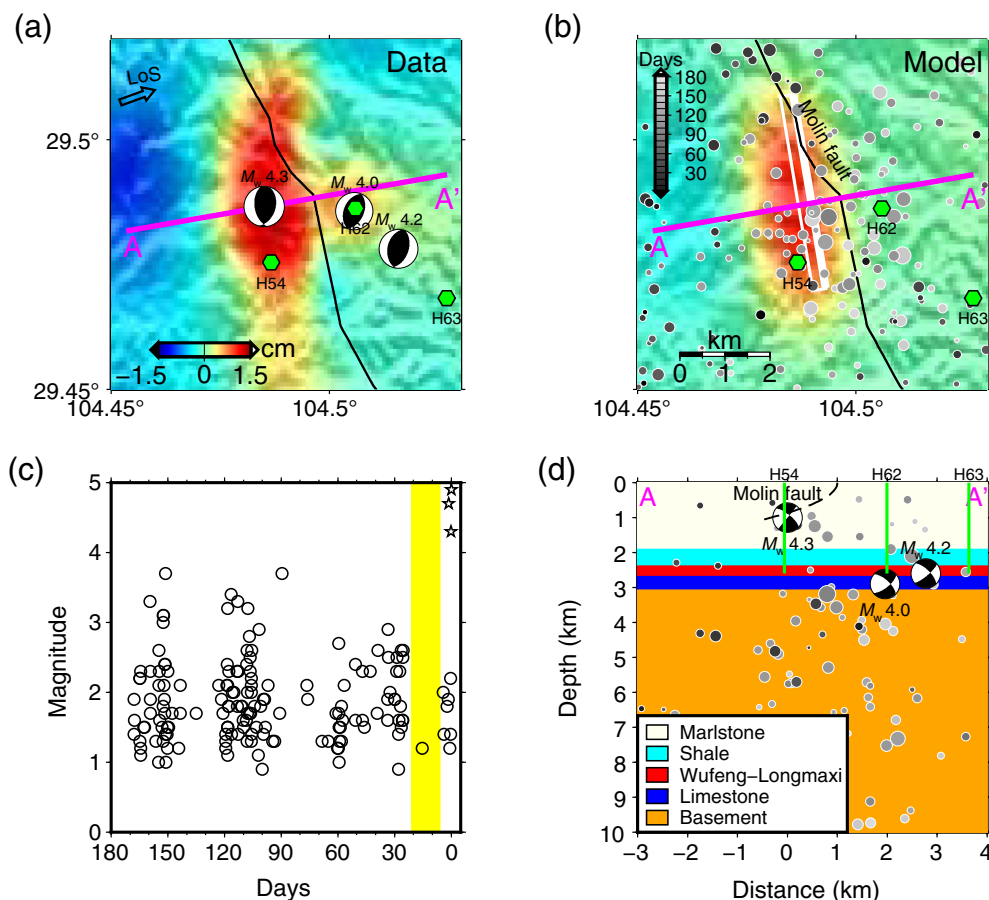 (a)
LoS
Data
29.5°
Mw 4.3
Mw 4.0
A'
Mw 4.2
A
H62
H54
H63
cm
−1.5 0 1.5
29.45°
104.45° 104.5°
(b)
Days
180
150
120
90
60
30
Model
Molin fault
A'
A
H62
H54
H63
km
0 1 2
104.45° 104.5°
(c)
Magnitude
5
4
3
2
1
0
180 150 120 90 60 30 0
Days
(d)
H54 H62 H63
A Molin fault A'
Mw 4.3
Mw 4.2
Mw 4.0
Depth (km)
0
1
2
3
4
5
6
7
8
9
10
Marlstone
Shale
Wufeng−Longmaxi
Limestone
Basement
−3 −2 −1 0 1 2 3 4
Distance (km)